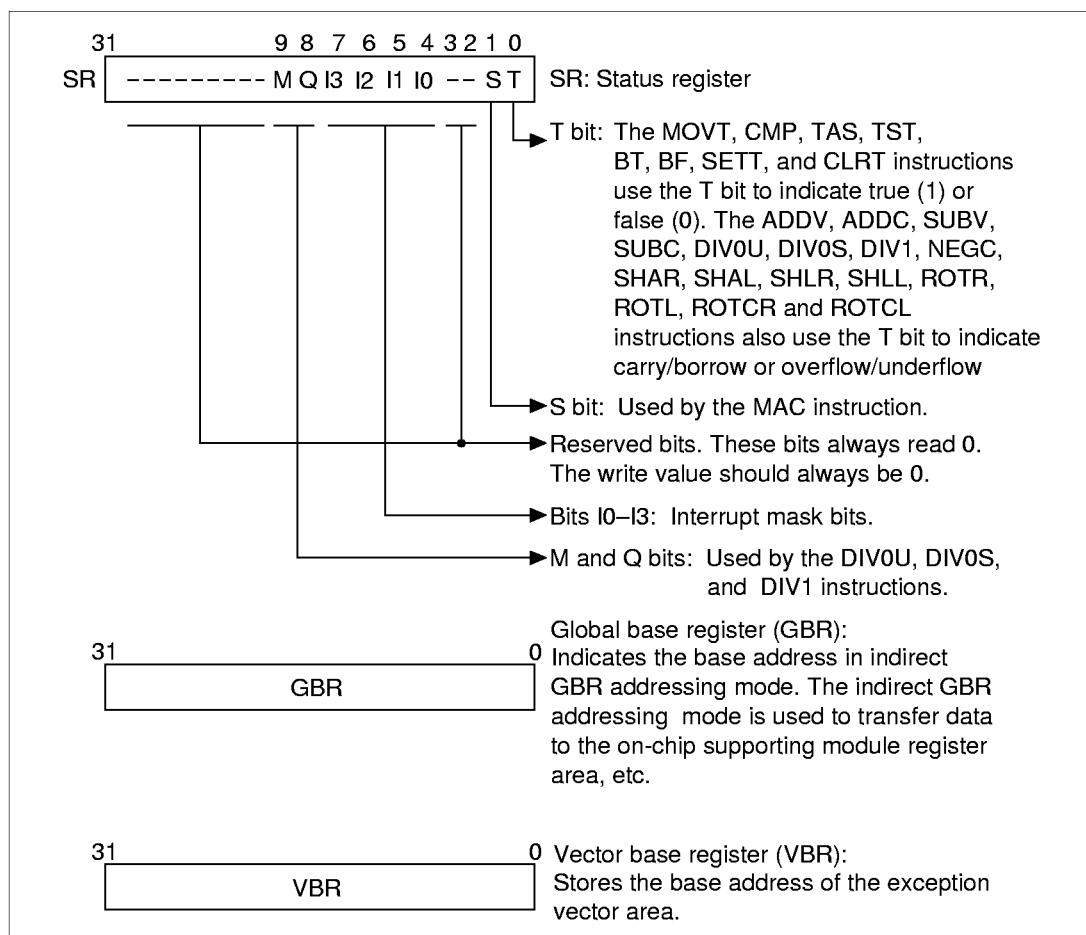 31 9 8 7 6 5 4 3 2 1 0
SR ---------- M Q I3 I2 I1 I0 -- S T SR: Status register
T bit: The MOVT, CMP, TAS, TST,
BT, BF, SETT, and CLRT instructions
use the T bit to indicate true (1) or
false (0). The ADDV, ADDC, SUBV,
SUBC, DIV0U, DIV0S, DIV1, NEGC,
SHAR, SHAL, SHLR, SHLL, ROTR,
ROTL, ROTCR and ROTCL
instructions also use the T bit to indicate
carry/borrow or overflow/underflow
S bit: Used by the MAC instruction.
Reserved bits. These bits always read 0.
The write value should always be 0.
Bits I0–I3: Interrupt mask bits.
M and Q bits: Used by the DIV0U, DIV0S,
and DIV1 instructions.
31 0
GBR
Global base register (GBR):
Indicates the base address in indirect
GBR addressing mode. The indirect GBR
addressing mode is used to transfer data
to the on-chip supporting module register
area, etc.
31 0
VBR
Vector base register (VBR):
Stores the base address of the exception
vector area.